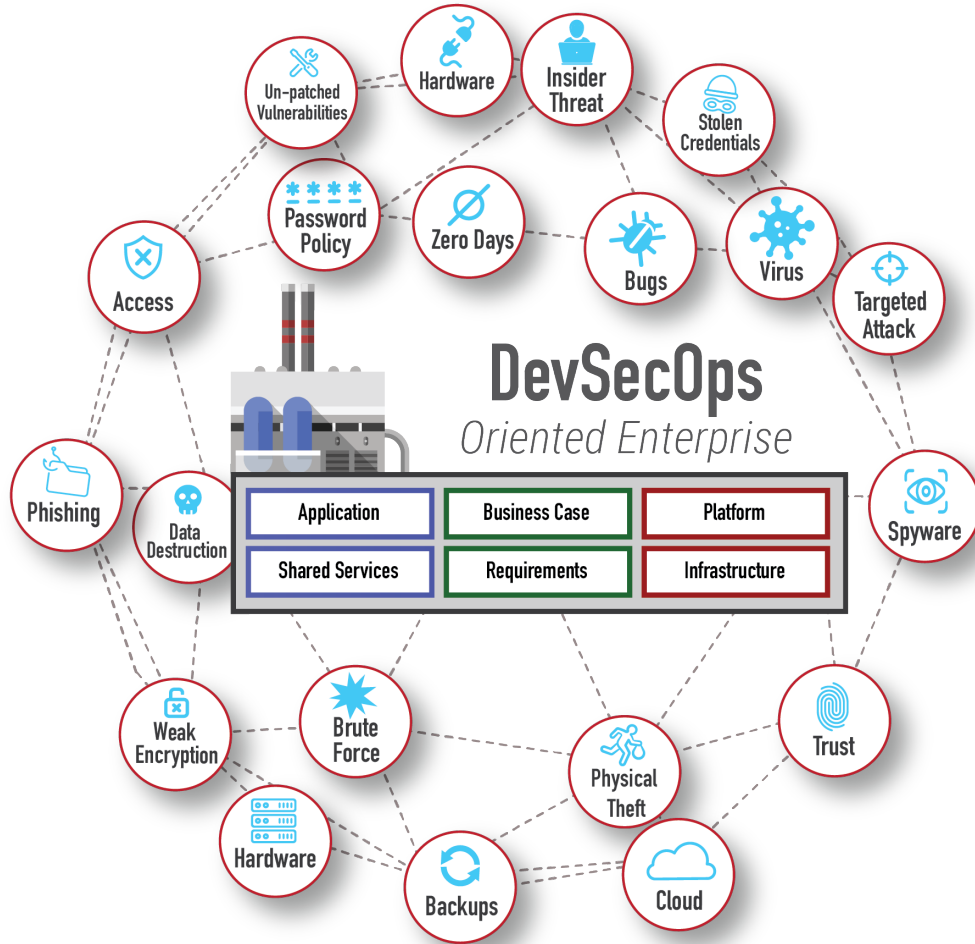 Hardware
Insider
Threat
Un-patched
Vulnerabilities
Stolen
Credentials
* * * *
Password
Policy
Zero Days
Bugs
Virus
Access
Targeted
Attack
DevSecOps
Oriented Enterprise
Phishing
Data
Destruction
Application
Business Case
Platform
Shared Services
Requirements
Infrastructure
Spyware
Weak
Encryption
Brute
Force
Physical
Theft
Trust
Hardware
Backups
Cloud